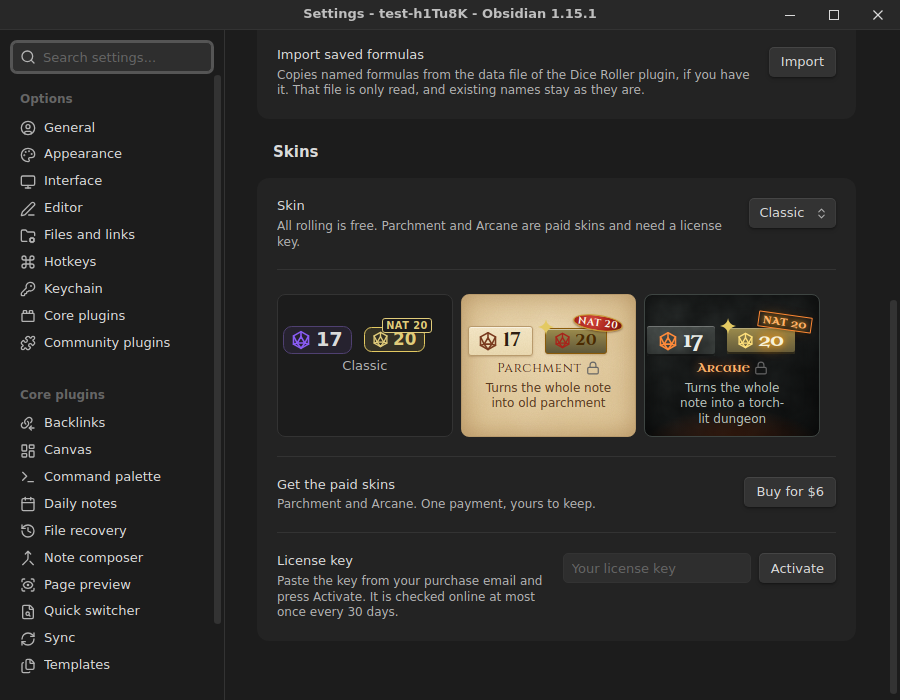 Settings - test-h1Tu8K - Obsidian 1.15.1
Search settings...
Options
General
Appearance
Interface
Editor
Files and links
Hotkeys
Keychain
Core plugins
Community plugins
Core plugins
Backlinks
Canvas
Command palette
Daily notes
File recovery
Note composer
Page preview
Quick switcher
Sync
Templates
Import saved formulas
Copies named formulas from the data file of the Dice Roller plugin, if you have
it. That file is only read, and existing names stay as they are.
Import
Skins
Skin
All rolling is free. Parchment and Arcane are paid skins and need a license
key.
Classic
17
NAT 20
20
Classic
17
NAT 20
20
Parchment
Turns the whole note
into old parchment
17
NAT 20
20
Arcane
Turns the whole
note into a torch-
lit dungeon
Get the paid skins
Parchment and Arcane. One payment, yours to keep.
Buy for $6
License key
Paste the key from your purchase email and
press Activate. It is checked online at most
once every 30 days.
Your license key
Activate